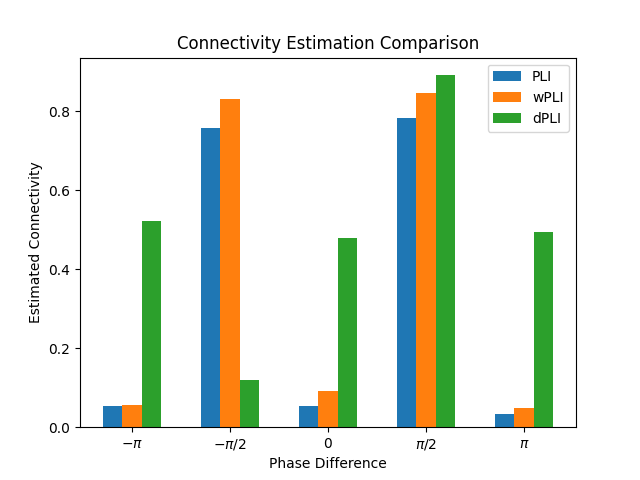 Connectivity Estimation Comparison
PLI
wPLI
dPLI
Estimated Connectivity
0.8
0.6
0.4
0.2
0.0
−π −π/2 0 π/2 π
Phase Difference